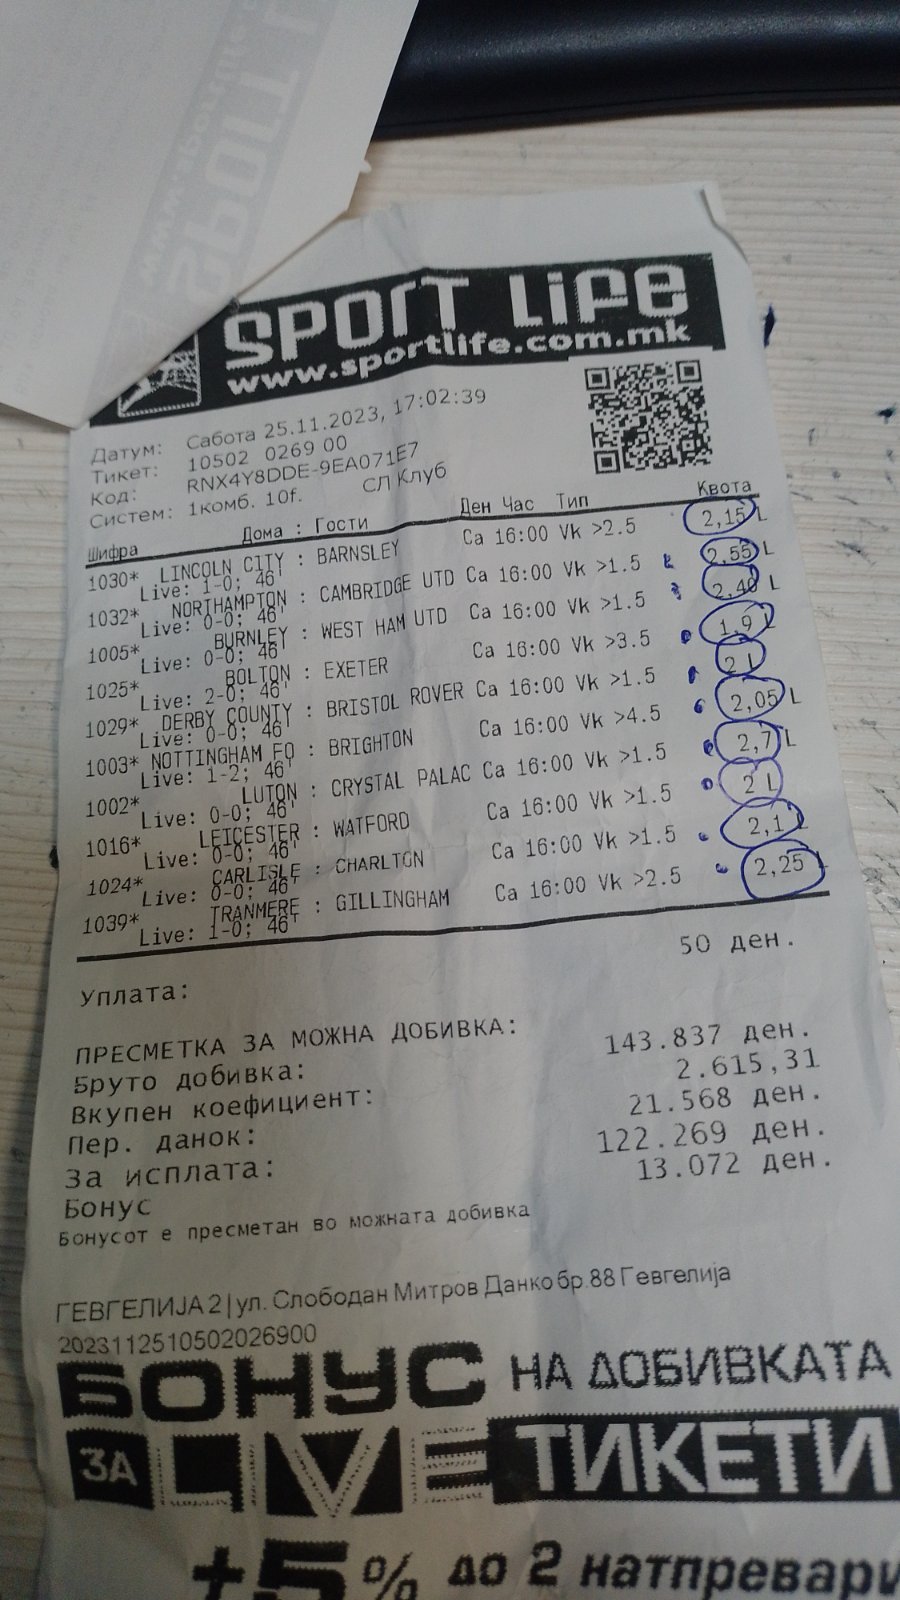 SPORT LIFE
www.sportlife.com.mk
Датум: Сабота 25.11.2023, 17:02:39
Тикет: 10502 0269 00
Код: RNX4Y8DDE-9EA071E7
Систем: 1комб. 10f. СЛ Клуб
Шифра Дома : Гости Ден Час Тип Квота
1030* LINCOLN CITY : BARNSLEY Са 16:00 Vk >2.5 2,15 L
Live: 1-0; 46'
1032* NORTHAMPTON : CAMBRIDGE UTD Са 16:00 Vk >1.5 2,55 L
Live: 0-0; 46'
1005* BURNLEY : WEST HAM UTD Са 16:00 Vk >1.5 2,40 L
Live: 0-0; 46'
1025* BOLTON : EXETER Са 16:00 Vk >3.5 1,9 L
Live: 2-0; 46'
1029* DERBY COUNTY : BRISTOL ROVER Са 16:00 Vk >1.5 2 L
Live: 0-0; 46'
1003* NOTTINGHAM FO : BRIGHTON Са 16:00 Vk >4.5 2,05 L
Live: 1-2; 46'
1002* LUTON : CRYSTAL PALAC Са 16:00 Vk >1.5 2,7 L
Live: 0-0; 46'
1016* LEICESTER : WATFORD Са 16:00 Vk >1.5 2 L
Live: 0-0; 46'
1024* CARLISLE : CHARLTON Са 16:00 Vk >1.5 2,1 L
Live: 0-0; 46'
1039* TRANMERE : GILLINGHAM Са 16:00 Vk >2.5 2,25 L
Live: 1-0; 46'
Уплата: 50 ден.
ПРЕСМЕТКА ЗА МОЖНА ДОБИВКА:
Бруто добивка: 143.837 ден.
Вкупен коефициент: 2.615,31
Пер. данок: 21.568 ден.
За исплата: 122.269 ден.
Бонус 13.072 ден.
Бонусот е пресметан во можната добивка
ГЕВГЕЛИЈА 2|ул. Слободан Митров Данко бр.88 Гевгелија
2023112510502026900
БОНУС НА ДОБИВКАТА
ЗА LIVE ТИКЕТИ
+5% до 2 натпревари